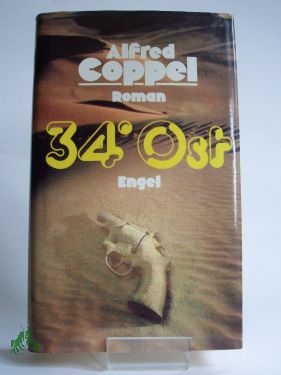 Alfred
Coppel
Roman
34° Ost
Engel